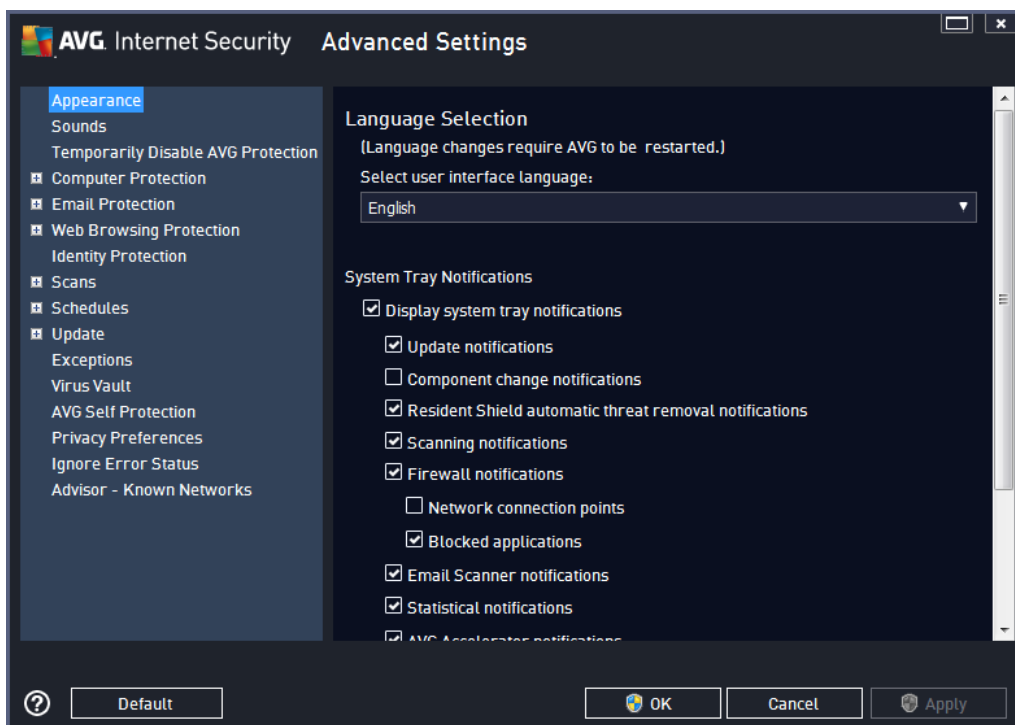 AVG. Internet Security Advanced Settings
Appearance
Sounds
Temporarily Disable AVG Protection
Computer Protection
Email Protection
Web Browsing Protection
Identity Protection
Scans
Schedules
Update
Exceptions
Virus Vault
AVG Self Protection
Privacy Preferences
Ignore Error Status
Advisor - Known Networks
Language Selection
(Language changes require AVG to be restarted.)
Select user interface language:
English
System Tray Notifications
Display system tray notifications
Update notifications
Component change notifications
Resident Shield automatic threat removal notifications
Scanning notifications
Firewall notifications
Network connection points
Blocked applications
Email Scanner notifications
Statistical notifications
AVG Accelerator notifications
Default
OK
Cancel
Apply